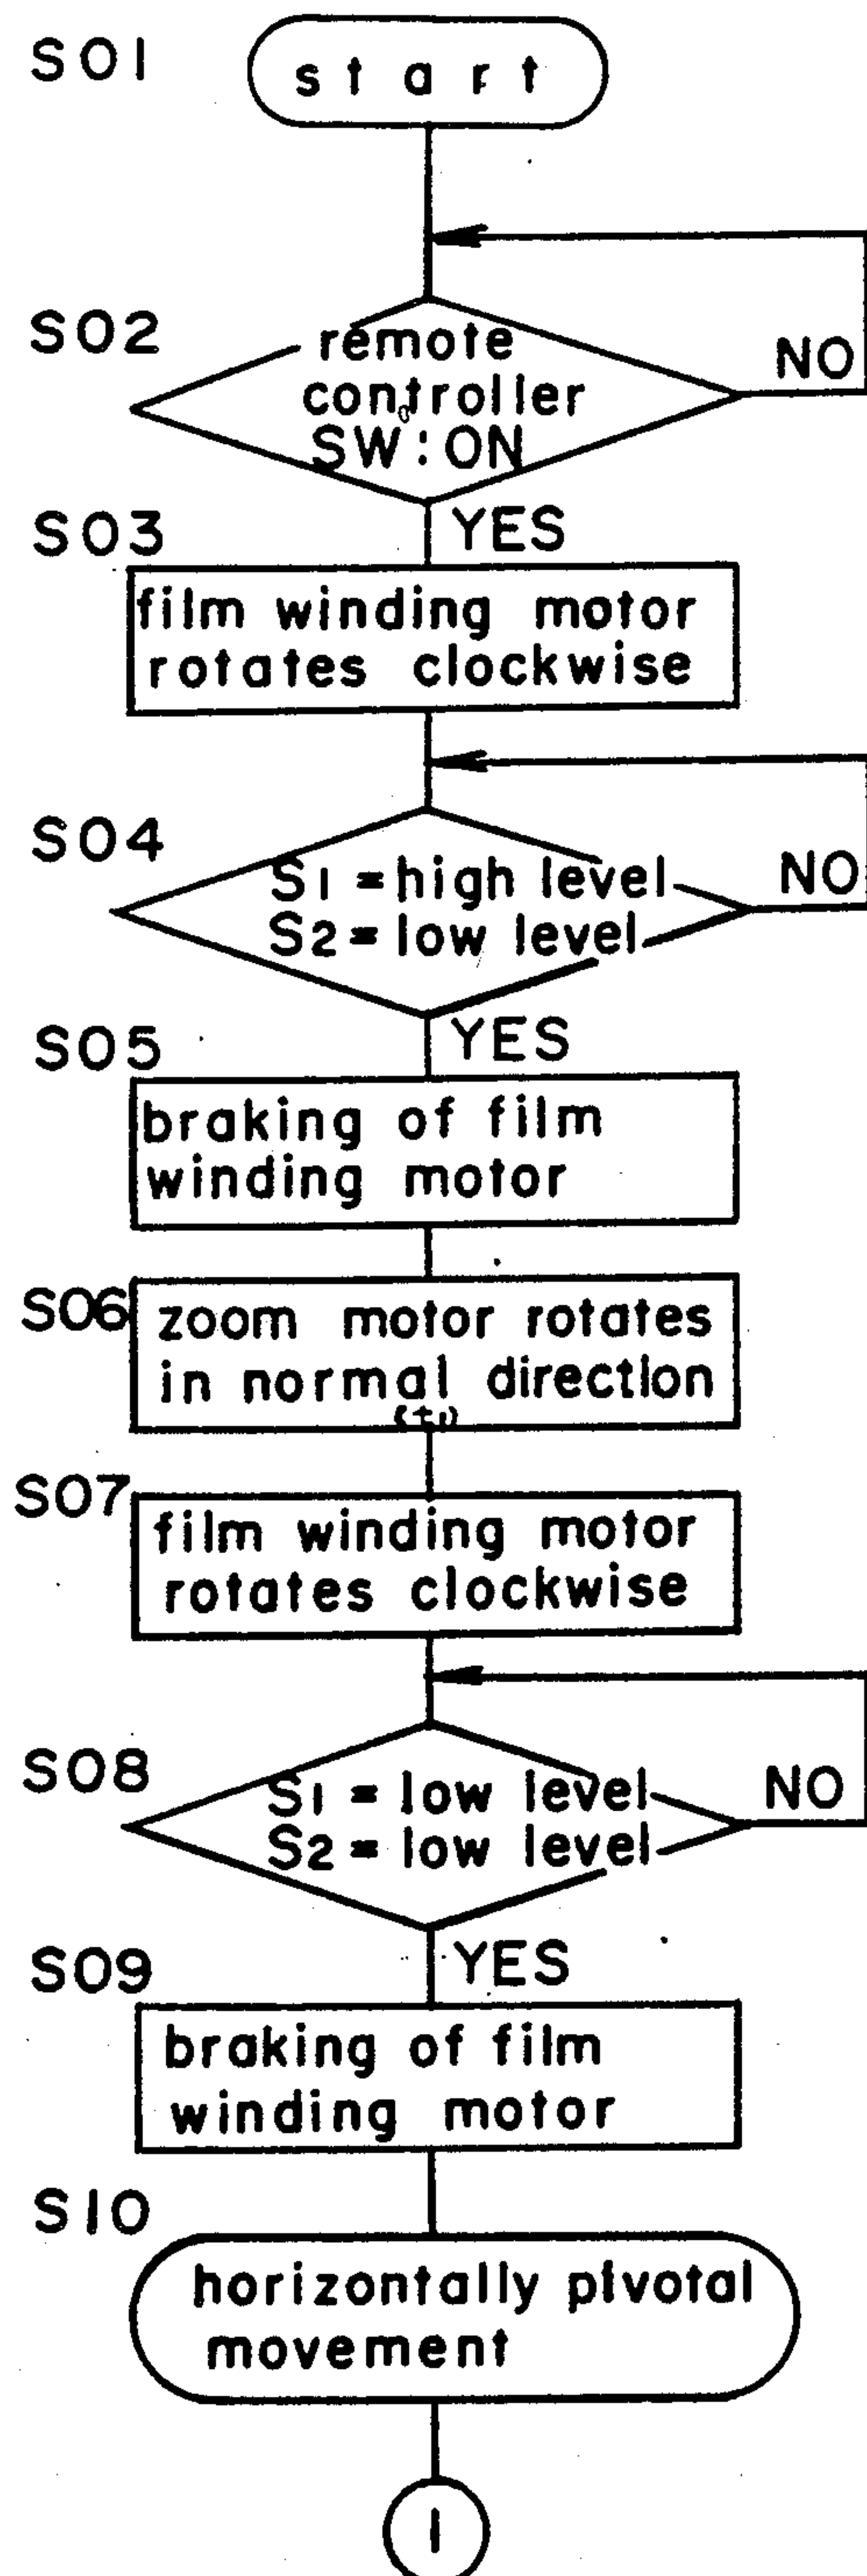 S01
start
S02
remote
controller
SW:ON
NO
YES
S03
film winding motor
rotates clockwise
S04
S1 = high level
S2 = low level
NO
YES
S05
braking of film
winding motor
S06
zoom motor rotates
in normal direction
(t1)
S07
film winding motor
rotates clockwise
S08
S1 = low level
S2 = low level
NO
YES
S09
braking of film
winding motor
S10
horizontally pivotal
movement
1